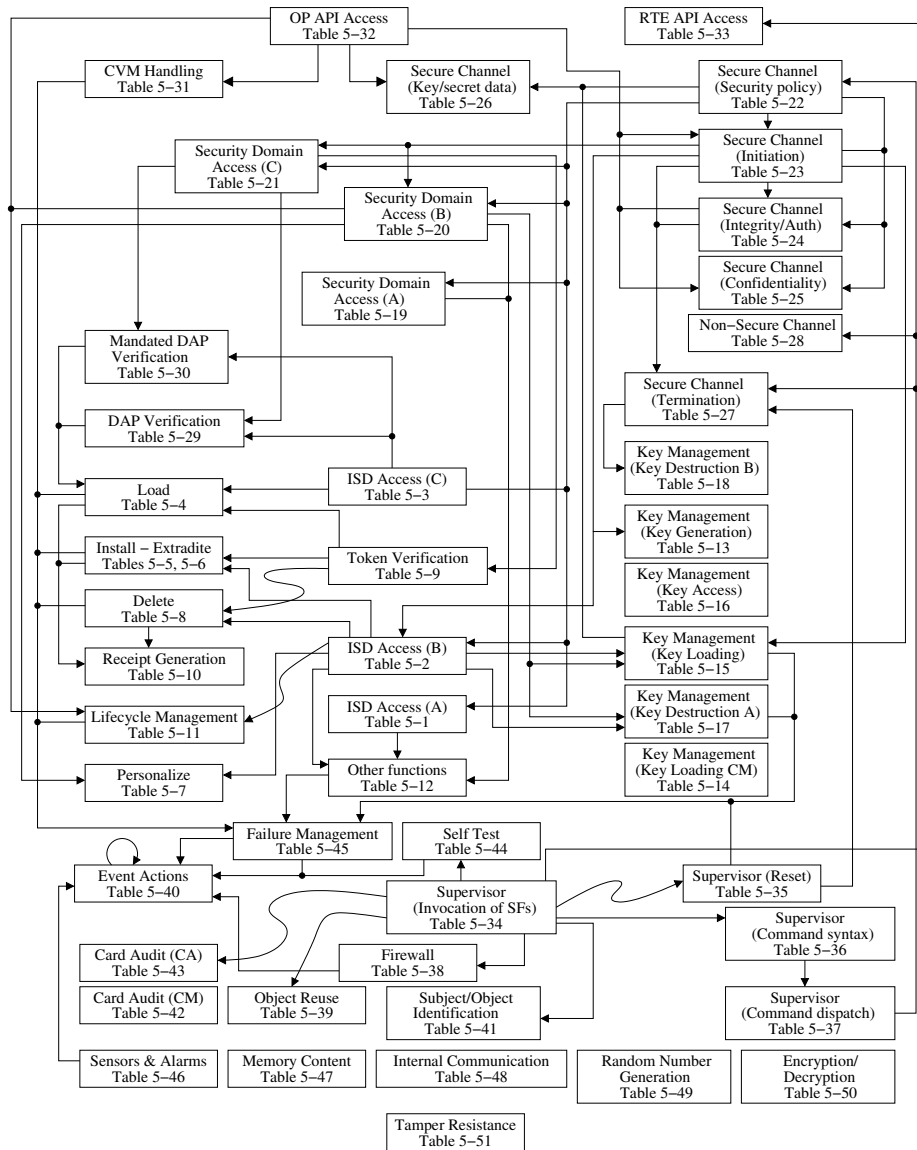 OP API Access
Table 5−32
RTE API Access
Table 5−33
CVM Handling
Table 5−31
Secure Channel
(Key/secret data)
Table 5−26
Secure Channel
(Security policy)
Table 5−22
Security Domain
Access (C)
Table 5−21
Secure Channel
(Initiation)
Table 5−23
Security Domain
Access (B)
Table 5−20
Secure Channel
(Integrity/Auth)
Table 5−24
Security Domain
Access (A)
Table 5−19
Secure Channel
(Confidentiality)
Table 5−25
Non−Secure Channel
Table 5−28
Mandated DAP
Verification
Table 5−30
Secure Channel
(Termination)
Table 5−27
DAP Verification
Table 5−29
Key Management
(Key Destruction B)
Table 5−18
Load
Table 5−4
ISD Access (C)
Table 5−3
Key Management
(Key Generation)
Table 5−13
Install − Extradite
Tables 5−5, 5−6
Token Verification
Table 5−9
Key Management
(Key Access)
Table 5−16
Delete
Table 5−8
Receipt Generation
Table 5−10
ISD Access (B)
Table 5−2
Key Management
(Key Loading)
Table 5−15
Lifecycle Management
Table 5−11
ISD Access (A)
Table 5−1
Key Management
(Key Destruction A)
Table 5−17
Personalize
Table 5−7
Other functions
Table 5−12
Key Management
(Key Loading CM)
Table 5−14
Failure Management
Table 5−45
Self Test
Table 5−44
Event Actions
Table 5−40
Supervisor
(Invocation of SFs)
Table 5−34
Supervisor (Reset)
Table 5−35
Supervisor
(Command syntax)
Table 5−36
Card Audit (CA)
Table 5−43
Firewall
Table 5−38
Card Audit (CM)
Table 5−42
Object Reuse
Table 5−39
Subject/Object
Identification
Table 5−41
Supervisor
(Command dispatch)
Table 5−37
Sensors & Alarms
Table 5−46
Memory Content
Table 5−47
Internal Communication
Table 5−48
Random Number
Generation
Table 5−49
Encryption/
Decryption
Table 5−50
Tamper Resistance
Table 5−51